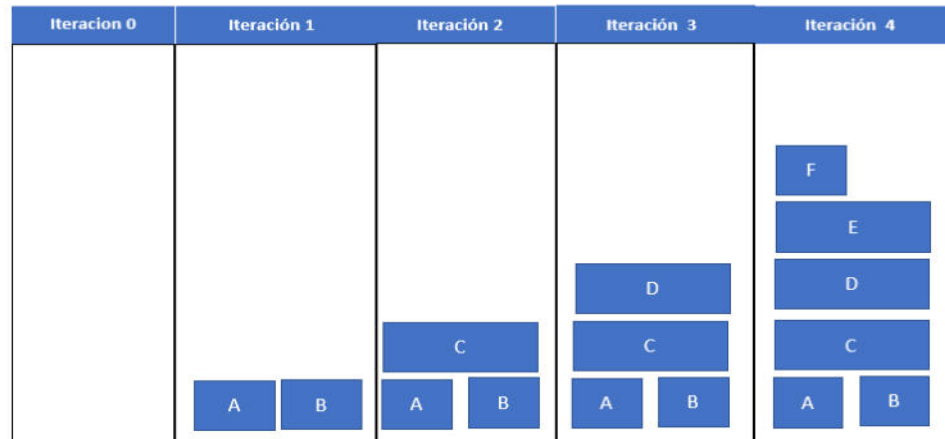 Iteracion 0 Iteración 1 Iteración 2 Iteración 3 Iteración 4
F
E
D D
C C C
A B A B A B A B